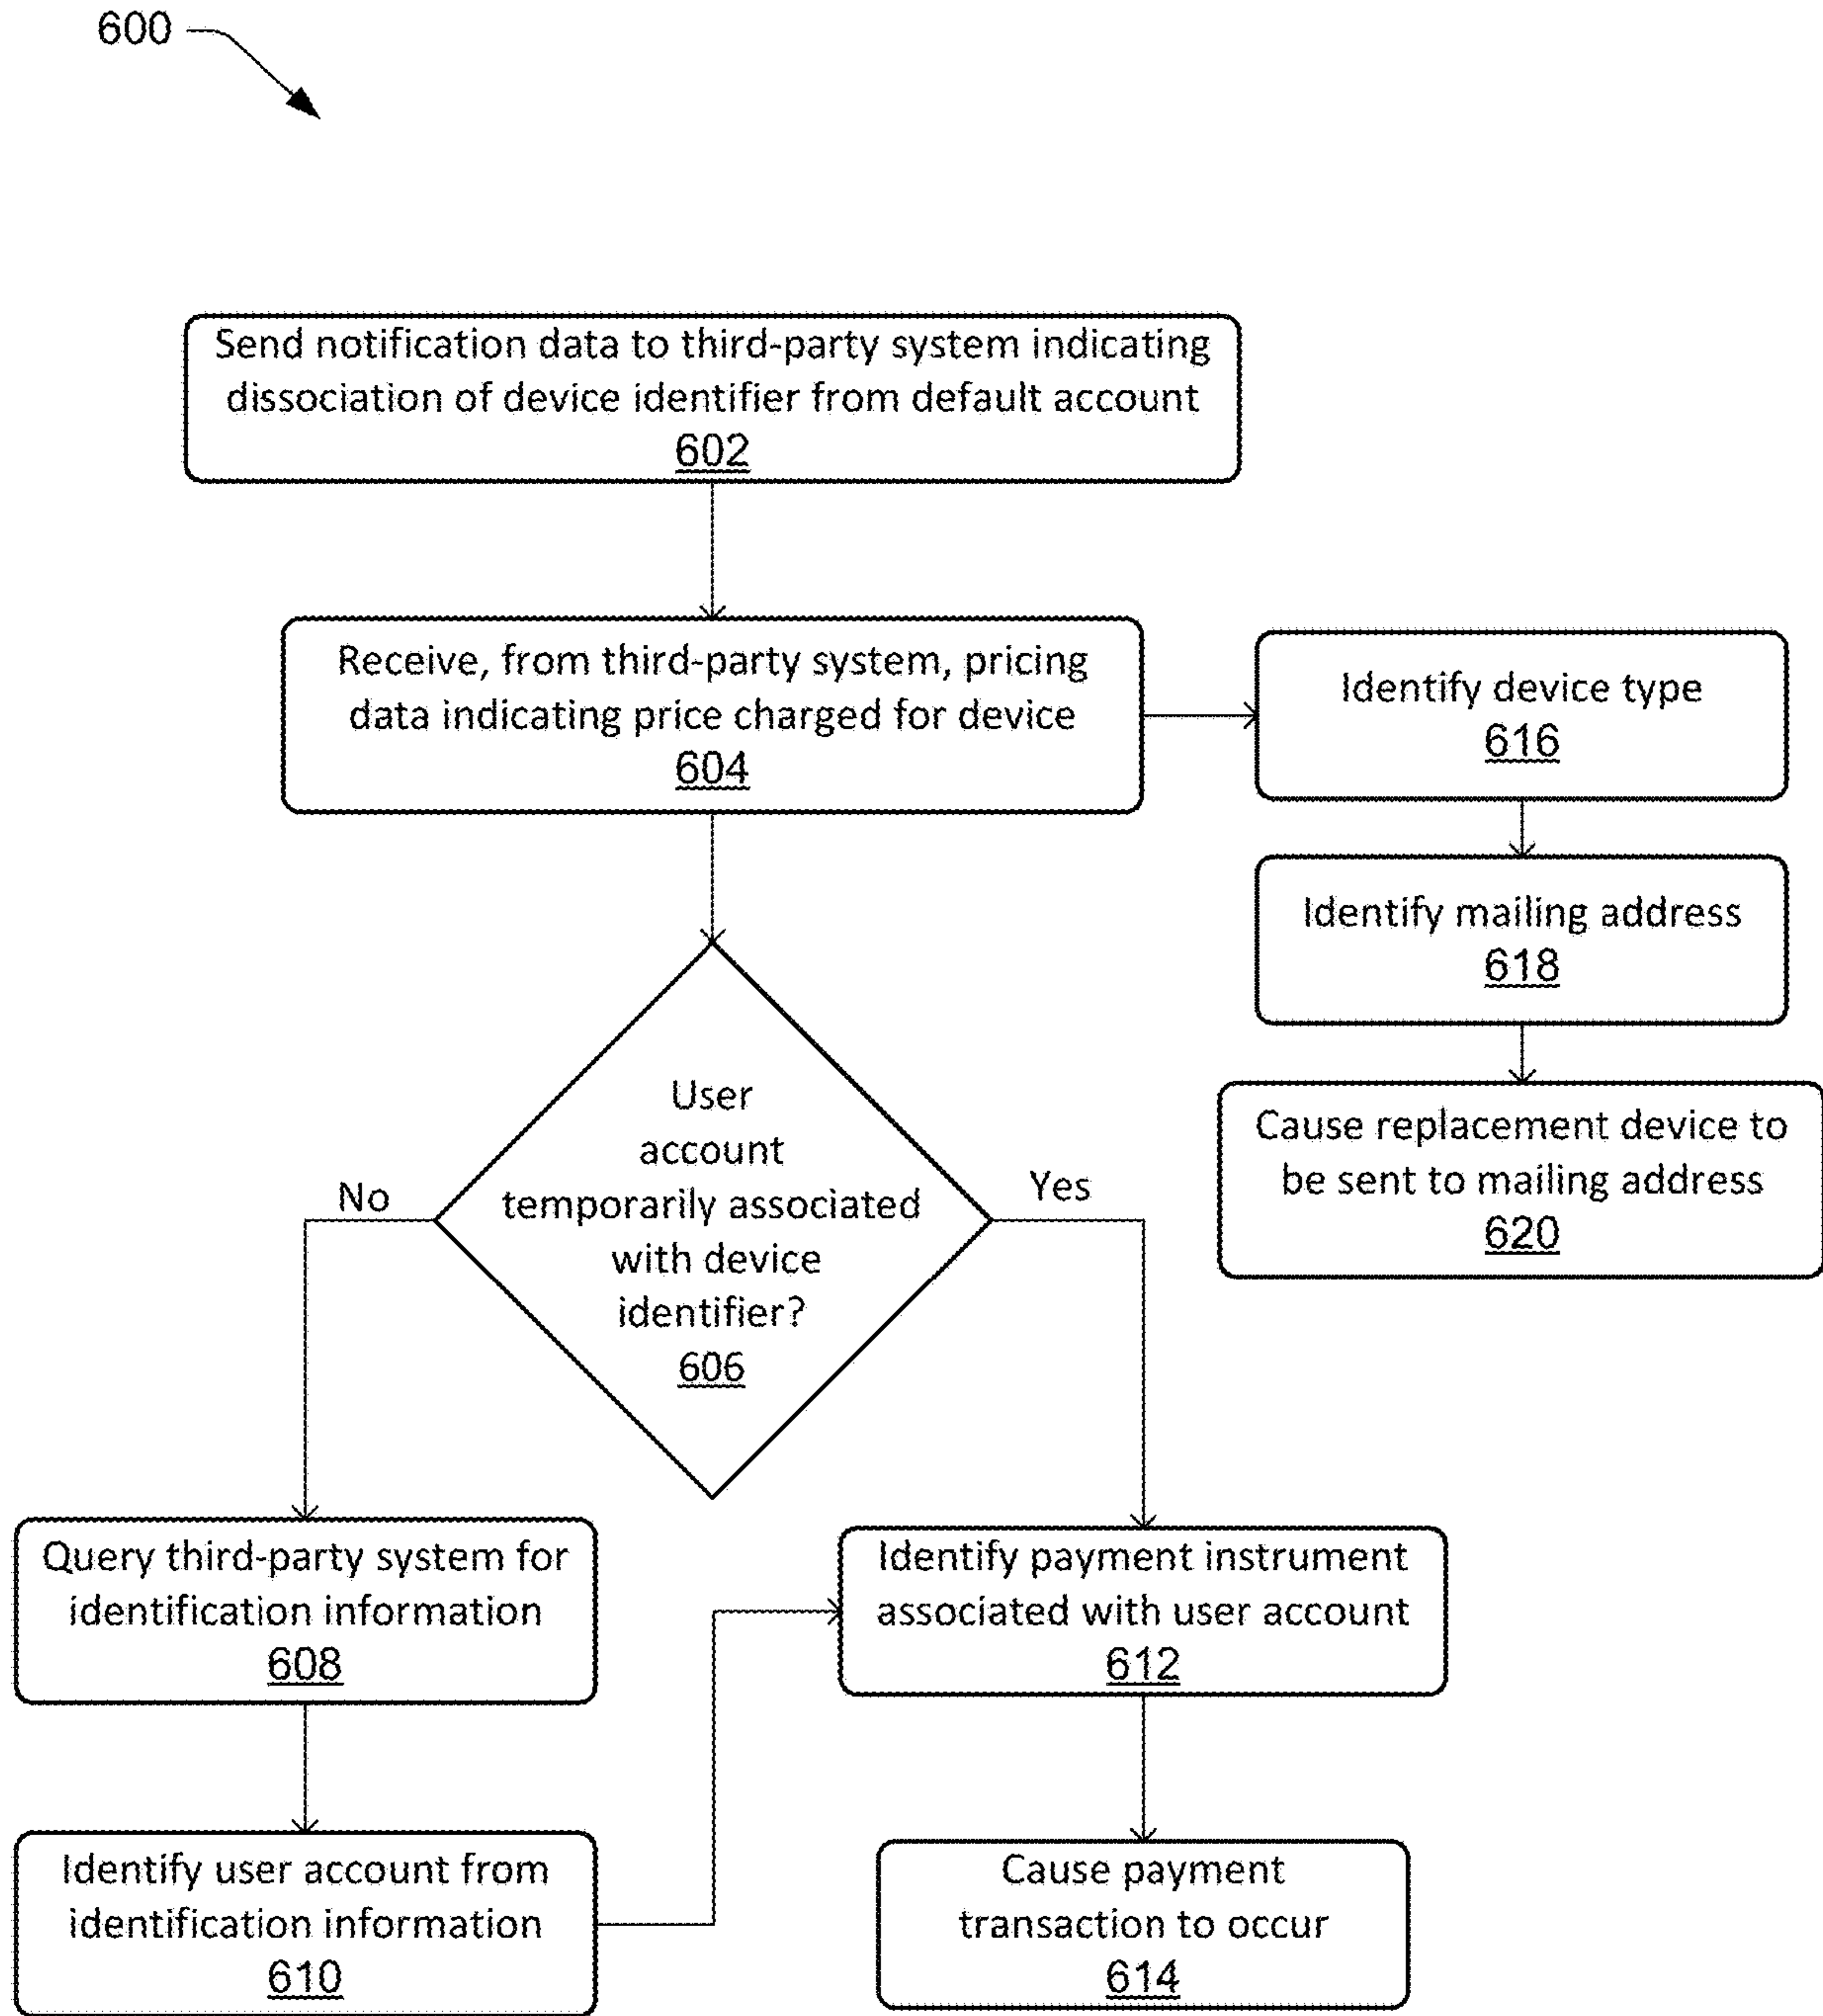 600
Send notification data to third-party system indicating
dissociation of device identifier from default account
602
Receive, from third-party system, pricing
data indicating price charged for device
604
Identify device type
616
Identify mailing address
618
Cause replacement device to
be sent to mailing address
620
User
account
temporarily associated
with device
identifier?
606
No
Yes
Query third-party system for
identification information
608
Identify payment instrument
associated with user account
612
Identify user account from
identification information
610
Cause payment
transaction to occur
614